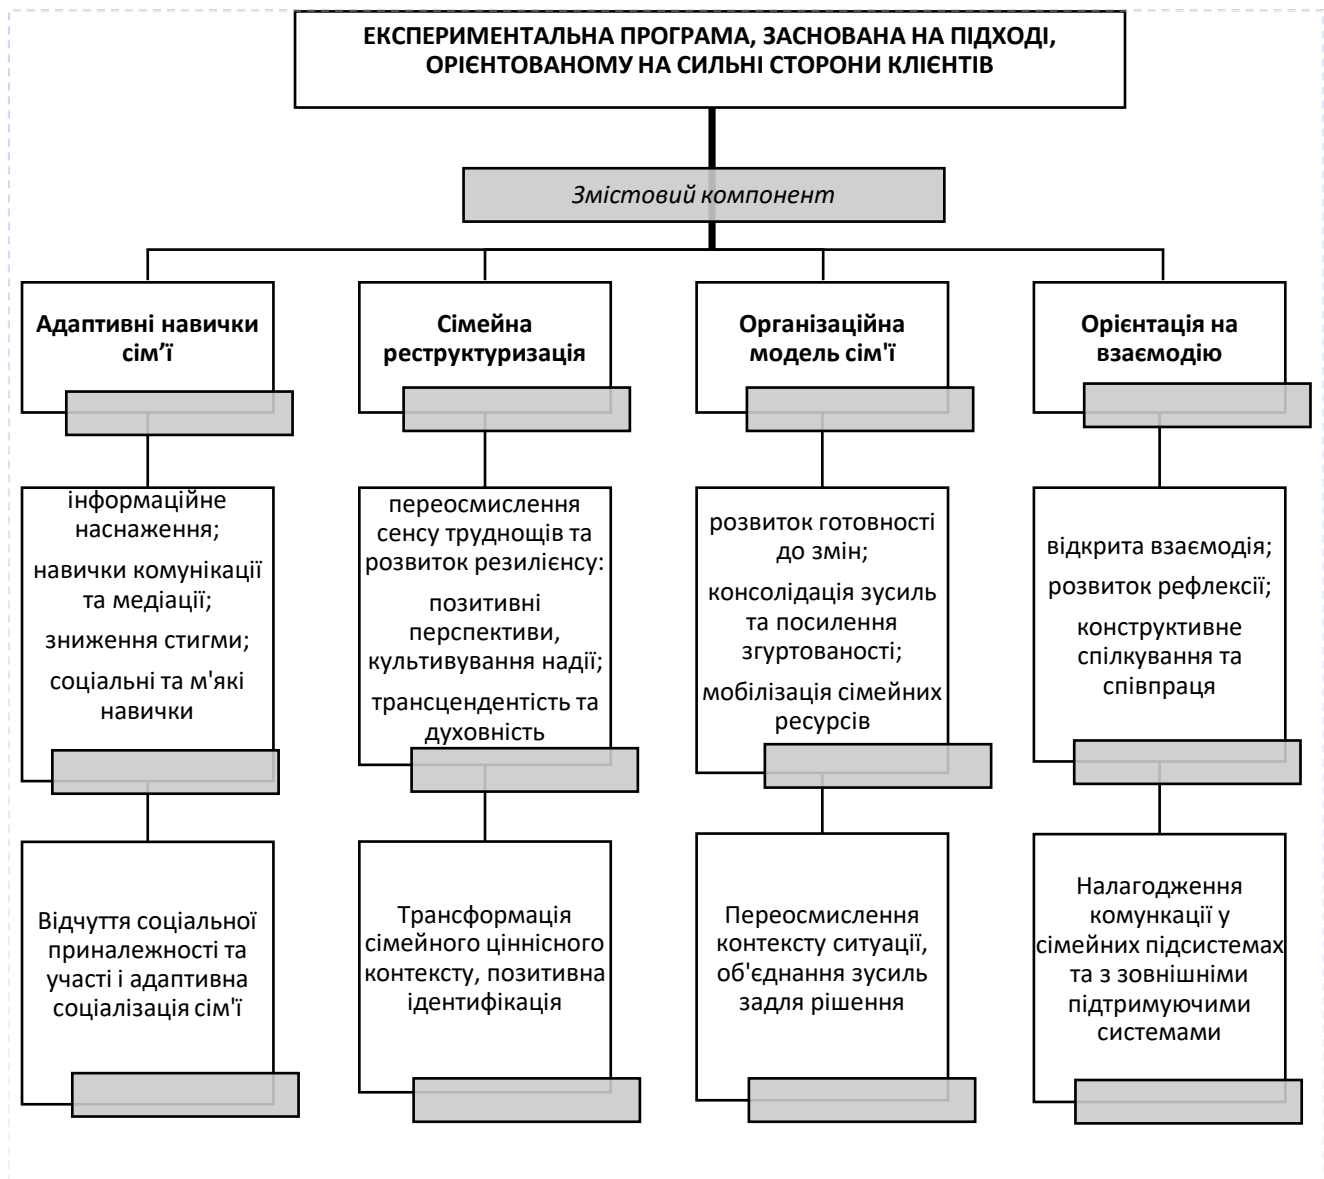 ЕКСПЕРИМЕНТАЛЬНА ПРОГРАМА, ЗАСНОВАНА НА ПІДХОДІ,
ОРІЄНТОВАНОМУ НА СИЛЬНІ СТОРОНИ КЛІЄНТІВ
Змістовий компонент
Адаптивні навички
сім’ї
Сімейна
реструктуризація
Організаційна
модель сім'ї
Орієнтація на
взаємодію
інформаційне
наснаження;
навички комунікації
та медіації;
зниження стигми;
соціальні та м'які
навички
переосмислення
сенсу труднощів та
розвиток резилієнсу:
позитивні
перспективи,
культивування надії;
трансцендентість та
духовність
розвиток готовності
до змін;
консолідація зусиль
та посилення
згуртованості;
мобілізація сімейних
ресурсів
відкрита взаємодія;
розвиток рефлексії;
конструктивне
спілкування та
співпраця
Відчуття соціальної
приналежності та
участі і адаптивна
соціалізація сім'ї
Трансформація
сімейного ціннісного
контексту, позитивна
ідентифікація
Переосмислення
контексту ситуації,
об'єднання зусиль
задля рішення
Налагодження
комункації у
сімейних підсистемах
та з зовнішніми
підтримуючими
системами